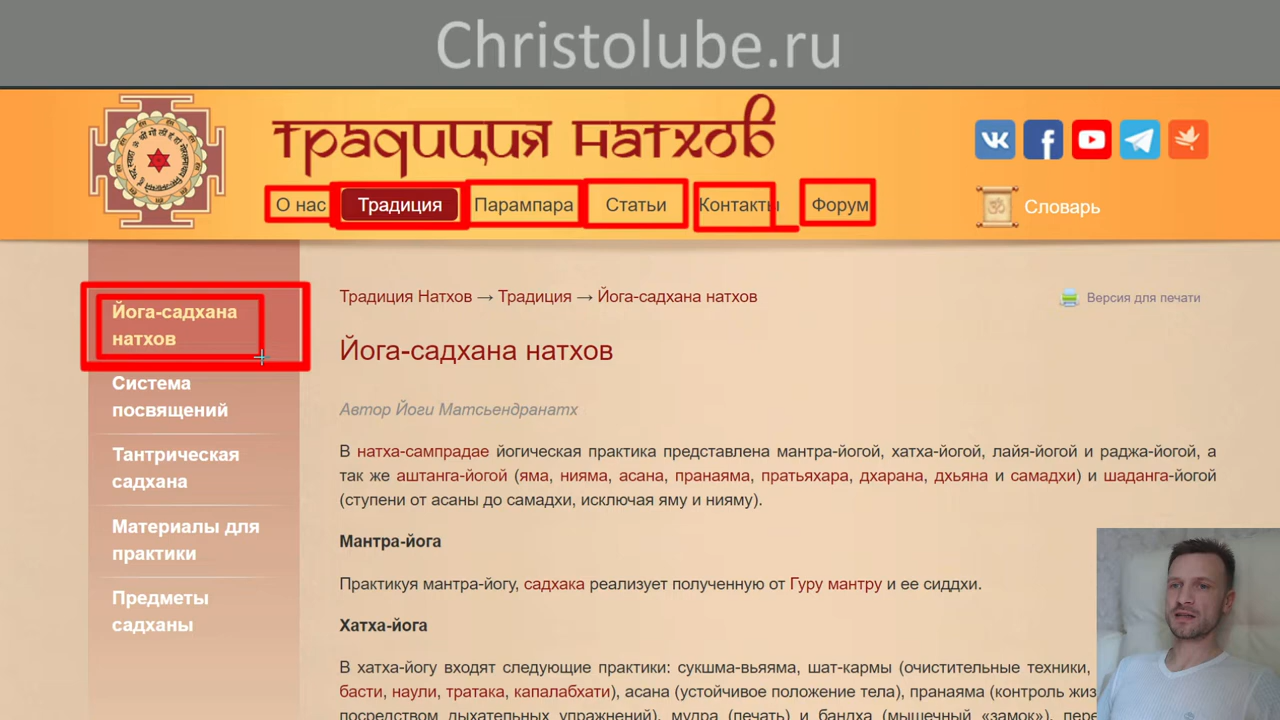 Christolube.ru
традиция натхов
О нас
Традиция
Парампара
Статьи
Контакты
Форум
Словарь
Йога-садхана
натхов
Система
посвящений
Тантрическая
садхана
Материалы для
практики
Предметы
садханы
Традиция Натхов → Традиция → Йога-садхана натхов
Версия для печати
Йога-садхана натхов
Автор Йоги Матсьендранатх
В натха-сампрадае йогическая практика представлена мантра-йогой, хатха-йогой, лайя-йогой и раджа-йогой, а
так же аштанга-йогой (яма, нияма, асана, пранаяма, пратьяхара, дхарана, дхьяна и самадхи) и шаданга-йогой
(ступени от асаны до самадхи, исключая яму и нияму).
Мантра-йога
Практикуя мантра-йогу, садхака реализует полученную от Гуру мантру и ее сиддхи.
Хатха-йога
В хатха-йогу входят следующие практики: сукшма-вьяяма, шат-кармы (очистительные техники,
басти, наули, тратака, капалабхати), асана (устойчивое положение тела), пранаяма (контроль жиз
посредством дыхательных упражнений), мудра (печать) и бандха (мышечный «замок»), пере